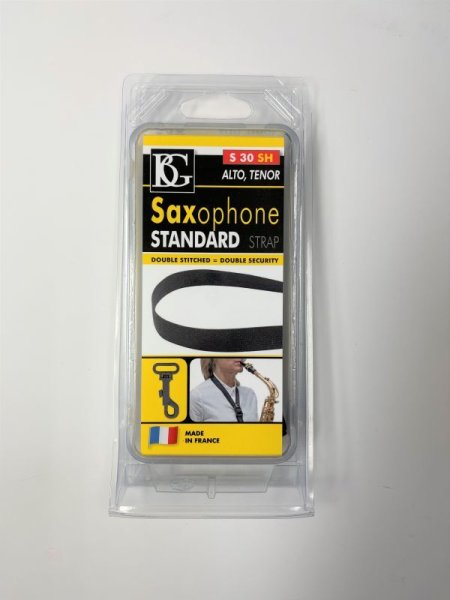 BG
S 30 SH
ALTO, TENOR
Saxophone
STANDARD STRAP
DOUBLE STITCHED = DOUBLE SECURITY
MADE
IN FRANCE